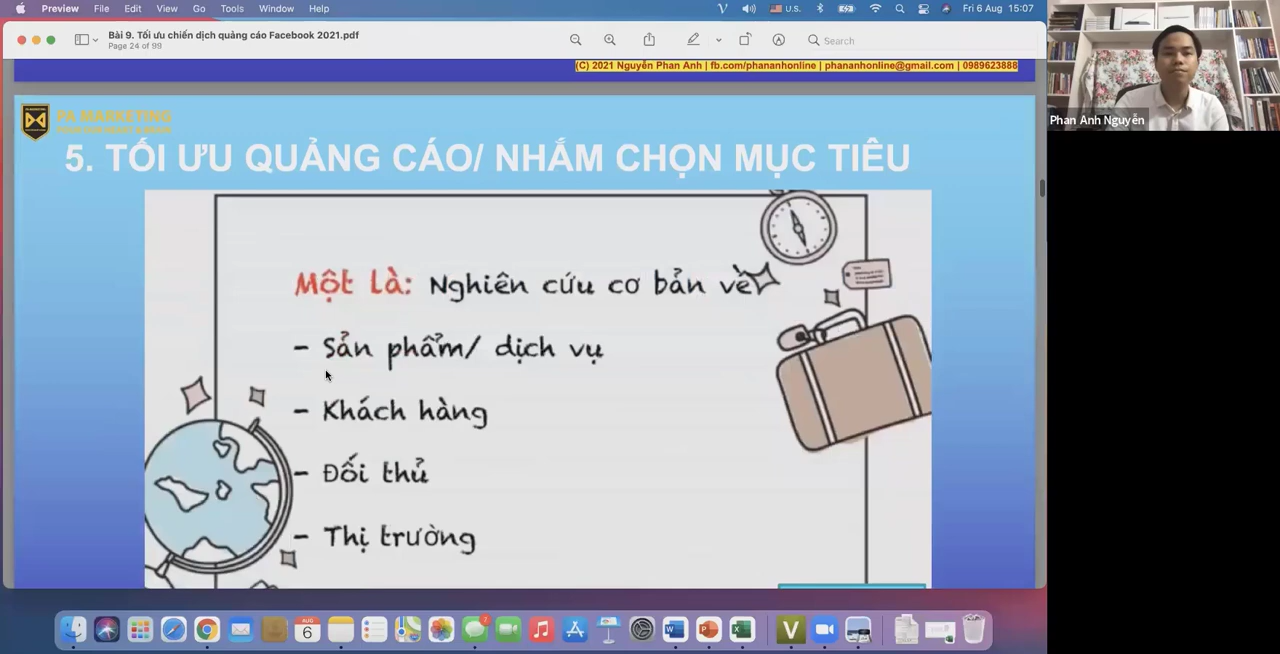 Preview File Edit View Go Tools Window Help
U.S.
Fri 6 Aug 15:07
Bài 9. Tối ưu chiến dịch quảng cáo Facebook 2021.pdf
Page 24 of 99
Search
(C) 2021 Nguyễn Phan Anh | fb.com/phananhonline | phananhonline@gmail.com | 0989623888
PA MARKETING
5. TỐI ƯU QUẢNG CÁO/ NHẮM CHỌN MỤC TIÊU
Một là: Nghiên cứu cơ bản về
- Sản phẩm/ dịch vụ
- Khách hàng
- Đối thủ
- Thị trường
Phan Anh Nguyễn
AUG
6